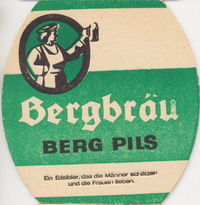 Bergbräu
BERG PILS
Ein Edelbier, das die Männer schätzen
und die Frauen lieben.